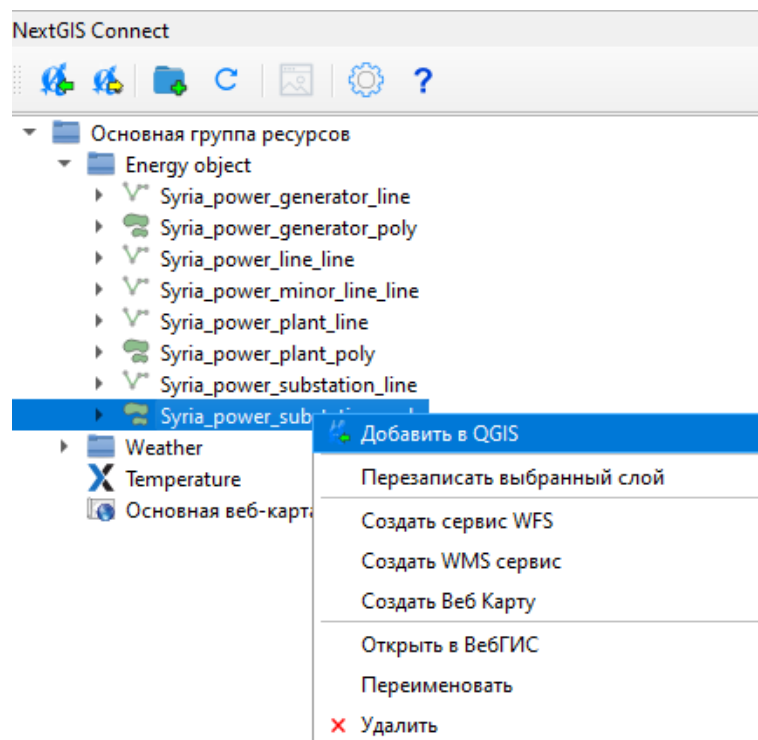 NextGIS Connect
?
Основная группа ресурсов
Energy object
Syria_power_generator_line
Syria_power_generator_poly
Syria_power_line_line
Syria_power_minor_line_line
Syria_power_plant_line
Syria_power_plant_poly
Syria_power_substation_line
Добавить в QGIS
Weather
Перезаписать выбранный слой
Temperature
Основная веб-карта
Создать сервис WFS
Создать WMS сервис
Создать Веб Карту
Открыть в ВебГИС
Переименовать
Удалить